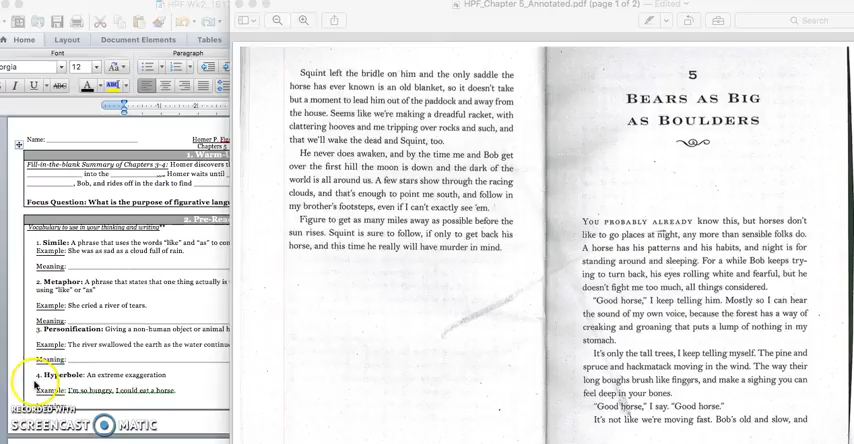 HPF Wk2_161
HPF_Chapter 5_Annotated.pdf (page 1 of 2) — Edited
Search
Home Layout Document Elements Tables
Font Paragraph
orgia 12 Aa
I U ABC A ABC
Name:
Homer P. Fig
Chapters 5
1. Warm-U
Fill-in-the-blank Summary of Chapters 3-4: Homer discovers th
into the Homer waits until
, Bob, and rides off in the dark to find
Focus Question: What is the purpose of figurative lang
2. Pre-Rea
Vocabulary to use in your thinking and writing**
1. Simile: A phrase that uses the words “like” and “as” to con
Example: She was as sad as a cloud full of rain.
Meaning:
2. Metaphor: A phrase that states that one thing actually is
using “like” or “as”
Example: She cried a river of tears.
Meaning:
3. Personification: Giving a non-human object or animal h
Example: The river swallowed the earth as the water continu
Meaning:
4. Hyperbole: An extreme exaggeration
Example: I’m so hungry, I could eat a horse.
RECORDED WITH
SCREENCAST MATIC
Squint left the bridle on him and the only saddle the
horse has ever known is an old blanket, so it doesn’t take
but a moment to lead him out of the paddock and away from
the house. Seems like we’re making a dreadful racket, with
clattering hooves and me tripping over rocks and such, and
that we’ll wake the dead and Squint, too.
He never does awaken, and by the time me and Bob get
over the first hill the moon is down and the dark of the
world is all around us. A few stars show through the racing
clouds, and that’s enough to point me south, and follow in
my brother’s footsteps, even if I can’t exactly see ’em.
Figure to get as many miles away as possible before the
sun rises. Squint is sure to follow, if only to get back his
horse, and this time he really will have murder in mind.
5
BEARS AS BIG
AS BOULDERS
YOU PROBABLY ALREADY know this, but horses don’t
like to go places at night, any more than sensible folks do.
A horse has his patterns and his habits, and night is for
standing around and sleeping. For a while Bob keeps try-
ing to turn back, his eyes rolling white and fearful, but he
doesn’t fight me too much, all things considered.
“Good horse,” I keep telling him. Mostly so I can hear
the sound of my own voice, because the forest has a way of
creaking and groaning that puts a lump of nothing in my
stomach.
It’s only the tall trees, I keep telling myself. The pine and
spruce and hackmatack moving in the wind. The way their
long boughs brush like fingers, and make a sighing you can
feel deep in your bones.
“Good horse,” I say. “Good horse.”
It’s not like we’re moving fast. Bob’s old and slow, and